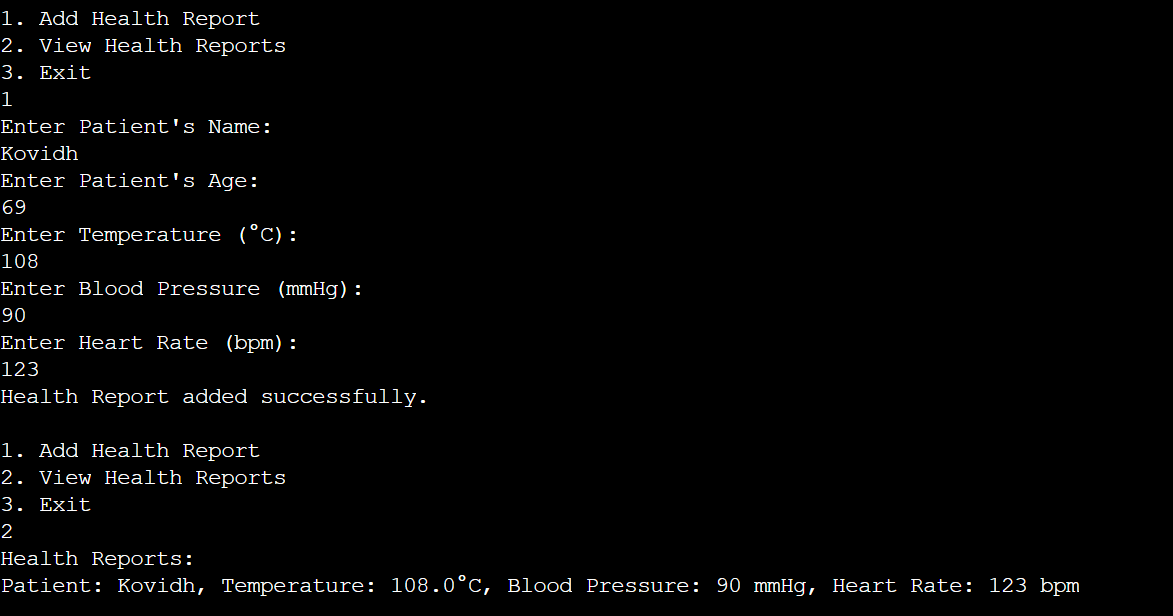 1. Add Health Report
2. View Health Reports
3. Exit
1
Enter Patient's Name:
Kovidh
Enter Patient's Age:
69
Enter Temperature (°C):
108
Enter Blood Pressure (mmHg):
90
Enter Heart Rate (bpm):
123
Health Report added successfully.

1. Add Health Report
2. View Health Reports
3. Exit
2
Health Reports:
Patient: Kovidh, Temperature: 108.0°C, Blood Pressure: 90 mmHg, Heart Rate: 123 bpm